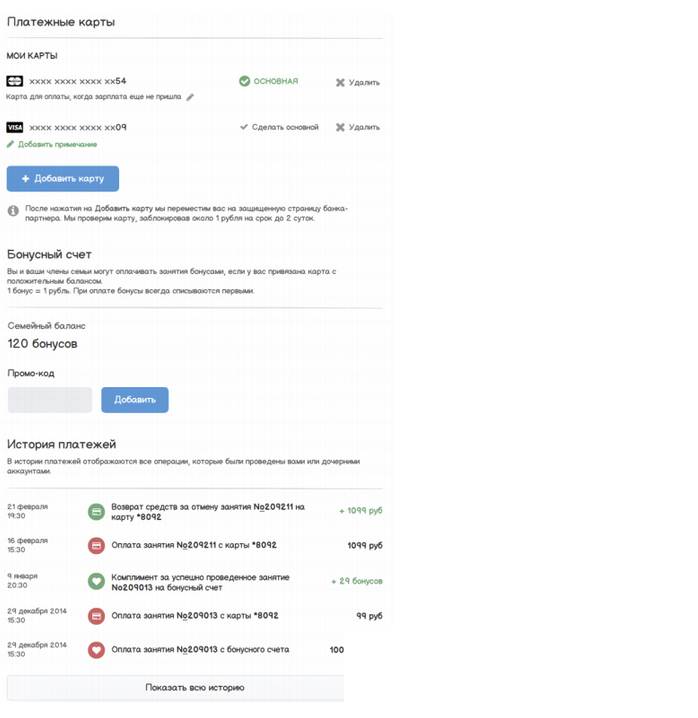 Платежные карты
МОИ КАРТЫ
xxxx xxxx xxxx xx54 ОСНОВНАЯ Удалить
Карта для оплаты, когда зарплата еще не пришла
VISA xxxx xxxx xxxx xx09 Сделать основной Удалить
Добавить примечание
+ Добавить карту
После нажатия на Добавить карту мы переместим вас на защищенную страницу банка-
партнера. Мы проверим карту, заблокировав около 1 рубля на срок до 2 суток.
Бонусный счет
Вы и ваши члены семьи могут оплачивать занятия бонусами, если у вас привязана карта с
положительным балансом.
1 бонус = 1 рубль. При оплате бонусы всегда списываются первыми.
Семейный баланс
120 бонусов
Промо-код
Добавить
История платежей
В истории платежей отображаются все операции, которые были проведены вами или дочерними
аккаунтами.
21 февраля
19:30
Возврат средств за отмену занятия №209211 на
карту *8092
+ 1099 руб
16 февраля
15:30
Оплата занятия №209211 с карты *8092
1099 руб
9 января
20:30
Комплимент за успешно проведенное занятие
№209013 на бонусный счет
+ 29 бонусов
29 декабря 2014
15:30
Оплата занятия №209013 с карты *8092
99 руб
29 декабря 2014
15:30
Оплата занятия №209013 с бонусного счета
100
Показать всю историю